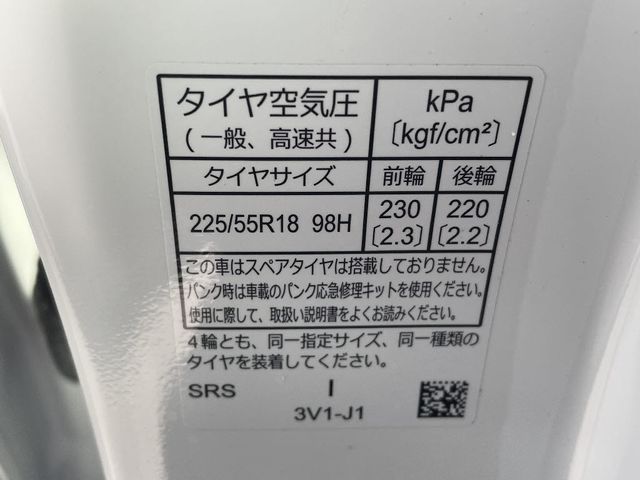 タイヤ空気圧
(一般、高速共)
kPa
〔kgf/cm²〕
タイヤサイズ 前輪 後輪
225/55R18 98H 230 220
〔2.3〕 〔2.2〕
この車はスペアタイヤは搭載しておりません。
パンク時は車載のパンク応急修理キットを使用ください。
使用に際して、取扱い説明書をよくお読みください。
4輪とも、同一指定サイズ、同一種類の
タイヤを装着してください。
SRS I
3V1-J1